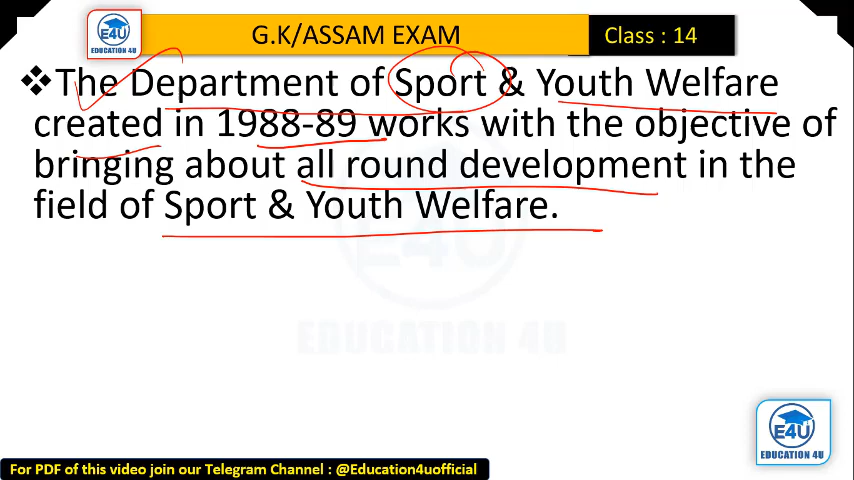 E4U
EDUCATION 4U
G.K/ASSAM EXAM
Class : 14
❖The Department of Sport & Youth Welfare
created in 1988-89 works with the objective of
bringing about all round development in the
field of Sport & Youth Welfare.
E4U
EDUCATION 4U
E4U
EDUCATION 4U
For PDF of this video join our Telegram Channel : @Education4uofficial